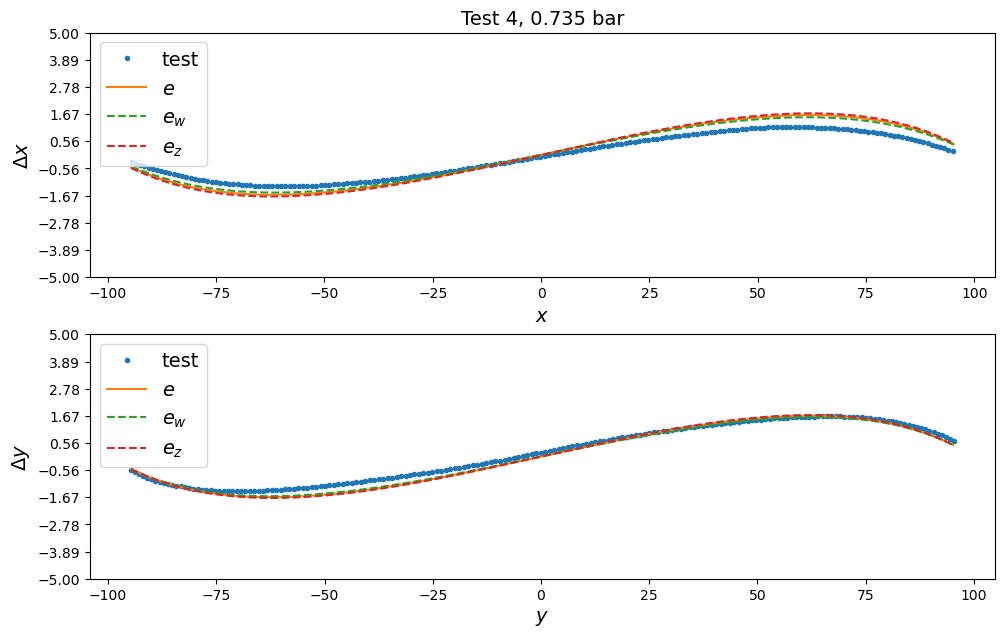 Test 4, 0.735 bar
5.00
3.89
2.78
1.67
0.56
−0.56
−1.67
−2.78
−3.89
−5.00
Δx
test
e
e_w
e_z
−100 −75 −50 −25 0 25 50 75 100
x
5.00
3.89
2.78
1.67
0.56
−0.56
−1.67
−2.78
−3.89
−5.00
Δy
test
e
e_w
e_z
−100 −75 −50 −25 0 25 50 75 100
y